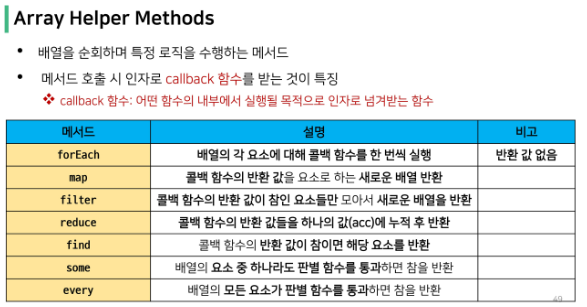 Array Helper Methods
• 배열을 순회하며 특정 로직을 수행하는 메서드
• 메서드 호출 시 인자로 callback 함수를 받는 것이 특징
❖ callback 함수: 어떤 함수의 내부에서 실행될 목적으로 인자로 넘겨받는 함수
메서드 설명 비고
forEach 배열의 각 요소에 대해 콜백 함수를 한 번씩 실행 반환 값 없음
map 콜백 함수의 반환 값을 요소로 하는 새로운 배열 반환
filter 콜백 함수의 반환 값이 참인 요소들만 모아서 새로운 배열을 반환
reduce 콜백 함수의 반환 값들을 하나의 값(acc)에 누적 후 반환
find 콜백 함수의 반환 값이 참이면 해당 요소를 반환
some 배열의 요소 중 하나라도 판별 함수를 통과하면 참을 반환
every 배열의 모든 요소가 판별 함수를 통과하면 참을 반환
49